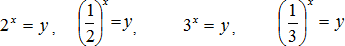 2ˣ = y, (1/2)ˣ = y, 3ˣ = y, (1/3)ˣ = y